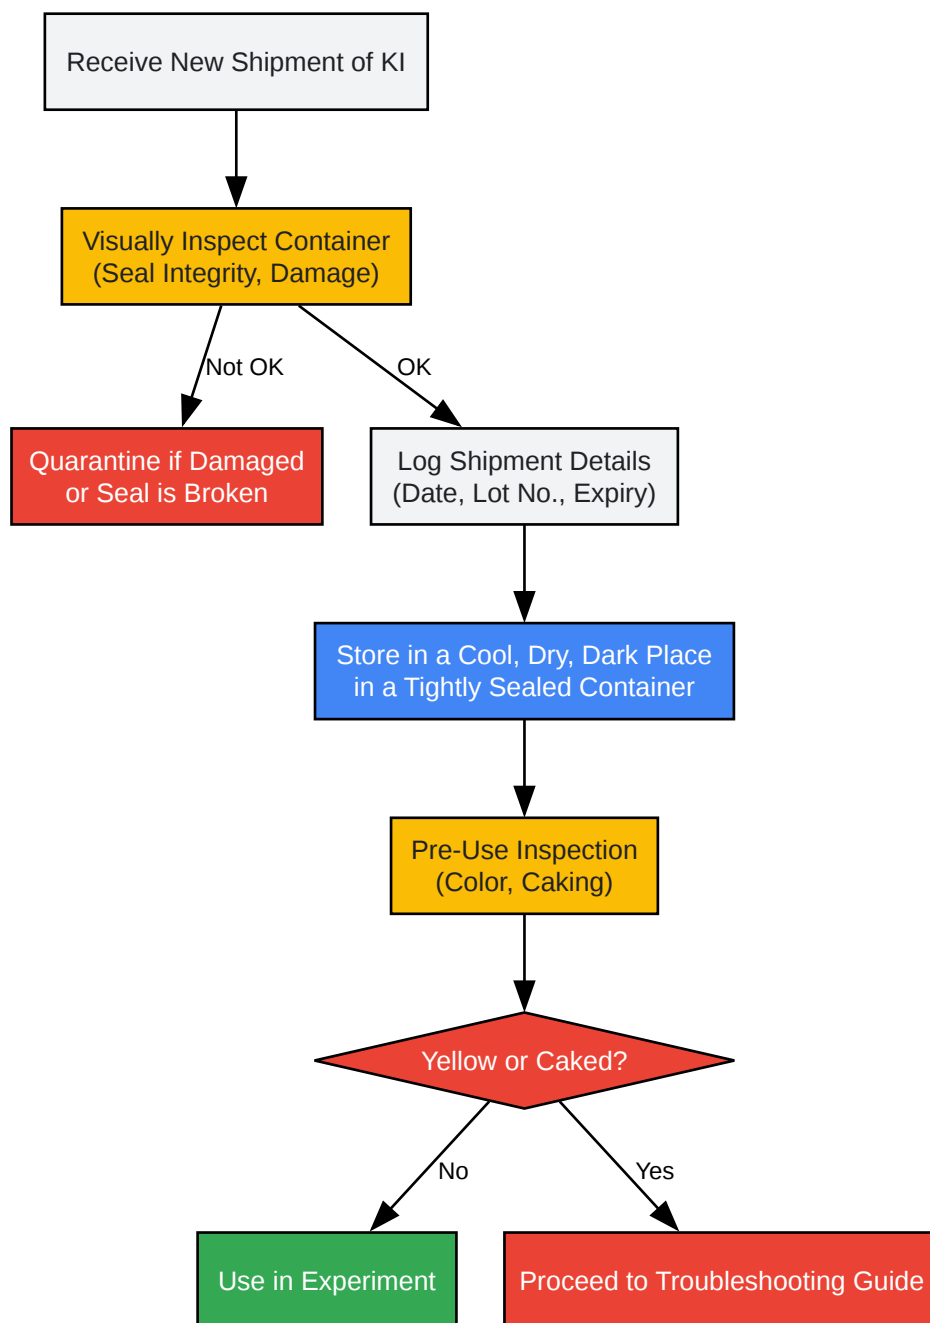 Receive New Shipment of KI
Visually Inspect Container
(Seal Integrity, Damage)
Not OK
OK
Quarantine if Damaged
or Seal is Broken
Log Shipment Details
(Date, Lot No., Expiry)
Store in a Cool, Dry, Dark Place
in a Tightly Sealed Container
Pre-Use Inspection
(Color, Caking)
Yellow or Caked?
No
Yes
Use in Experiment
Proceed to Troubleshooting Guide